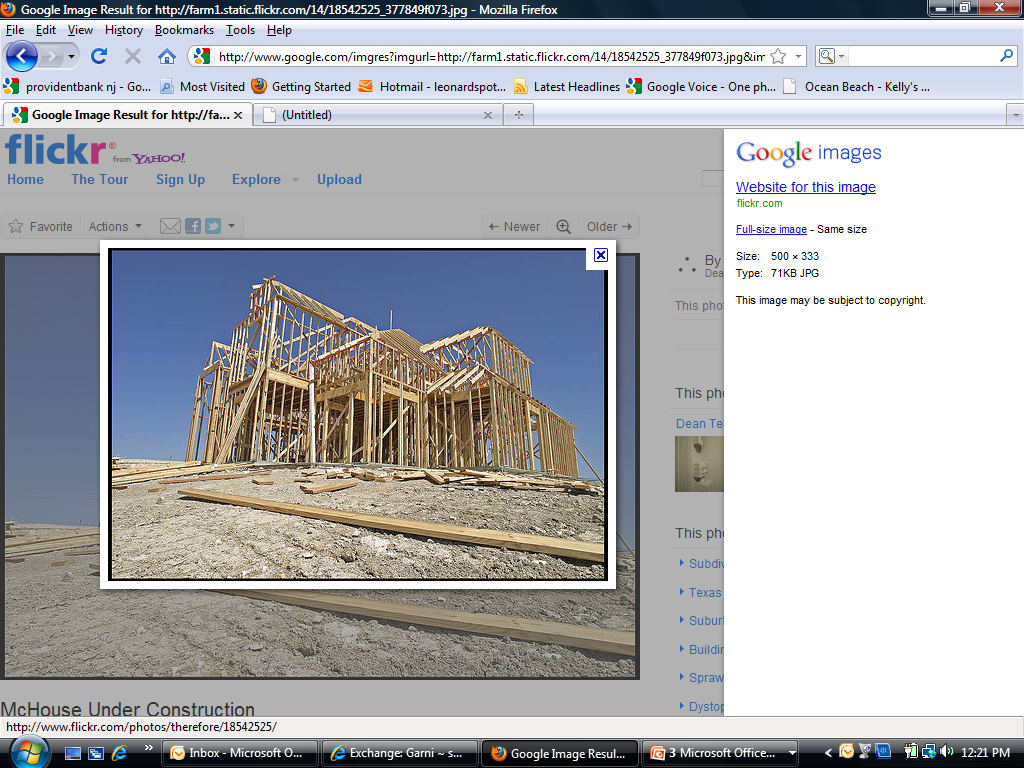 Google Image Result for http://farm1.static.flickr.com/14/18542525_377849f073.jpg - Mozilla Firefox
File Edit View History Bookmarks Tools Help
http://www.google.com/imgres?imgurl=http://farm1.static.flickr.com/14/18542525_377849f073.jpg&im
providentbank nj - Go... Most Visited Getting Started Hotmail - leonardspot... Latest Headlines Google Voice - One ph... Ocean Beach - Kelly's ...
Google Image Result for http://fa... (Untitled)
flickr® from YAHOO!
Home The Tour Sign Up Explore Upload
Favorite Actions Newer Older
By
Dea
This phot
This pho
Dean Te
This pho
Subdiv
Texas
Subur
Buildin
Spraw
Dystop
McHouse Under Construction
Google images
Website for this image
flickr.com
Full-size image - Same size
Size: 500 × 333
Type: 71KB JPG
This image may be subject to copyright.
http://www.flickr.com/photos/therefore/18542525/
Inbox - Microsoft O... Exchange: Garni ~ s... Google Image Resul... 3 Microsoft Office... 12:21 PM